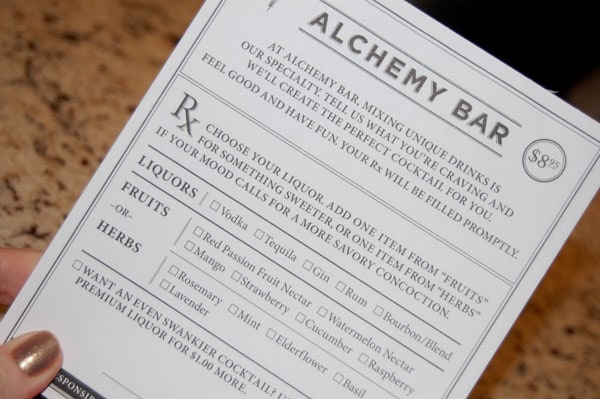 ALCHEMY BAR
AT ALCHEMY BAR, MIXING UNIQUE DRINKS IS
OUR SPECIALTY. TELL US WHAT YOU'RE CRAVING AND
WE'LL CREATE THE PERFECT COCKTAIL FOR YOU.
FEEL GOOD AND HAVE FUN. YOUR Rx WILL BE FILLED PROMPTLY.
$8.95
Rx
CHOOSE YOUR LIQUOR. ADD ONE ITEM FROM "FRUITS"
FOR SOMETHING SWEETER, OR ONE ITEM FROM "HERBS"
IF YOUR MOOD CALLS FOR A MORE SAVORY CONCOCTION.
LIQUORS
☐Vodka ☐Tequila ☐Gin ☐Rum ☐Bourbon/Blend
FRUITS
☐Red Passion Fruit Nectar ☐Watermelon Nectar
☐Mango ☐Strawberry ☐Cucumber ☐Raspberry
-OR-
HERBS
☐Rosemary ☐Mint ☐Elderflower ☐Basil
☐Lavender
☐WANT AN EVEN SWANKIER COCKTAIL?
PREMIUM LIQUOR FOR $1.00 MORE.